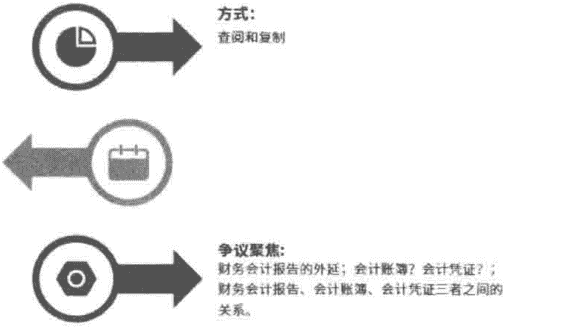 方式：
查阅和复制
争议聚焦：
财务会计报告的外延；会计账簿？会计凭证？；
财务会计报告、会计账簿、会计凭证三者之间的
关系。